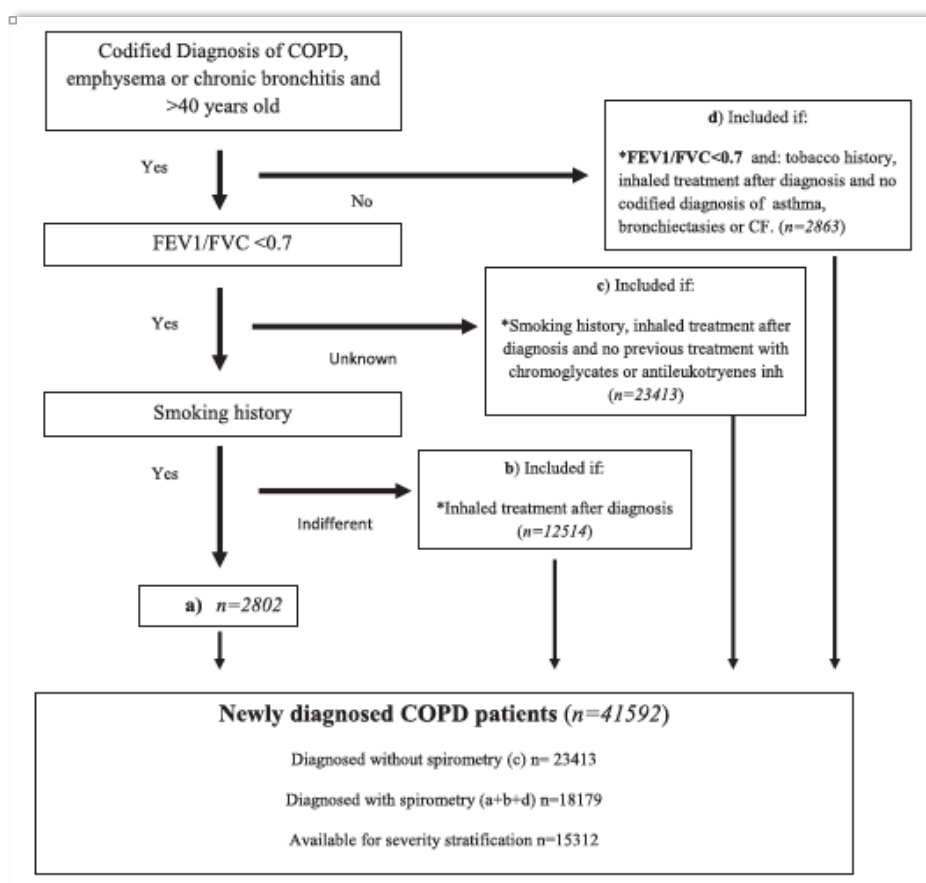 Codified Diagnosis of COPD,
emphysema or chronic bronchitis and
>40 years old
Yes
No
d) Included if:
*FEV1/FVC<0.7 and: tobacco history,
inhaled treatment after diagnosis and no
codified diagnosis of asthma,
bronchiectasies or CF. (n=2863)
FEV1/FVC <0.7
Yes
Unknown
c) Included if:
*Smoking history, inhaled treatment after
diagnosis and no previous treatment with
chromoglycates or antileukotryenes inh
(n=23413)
Smoking history
Yes
Indifferent
b) Included if:
*Inhaled treatment after diagnosis
(n=12514)
a) n=2802
Newly diagnosed COPD patients (n=41592)
Diagnosed without spirometry (c) n= 23413
Diagnosed with spirometry (a+b+d) n=18179
Available for severity stratification n=15312